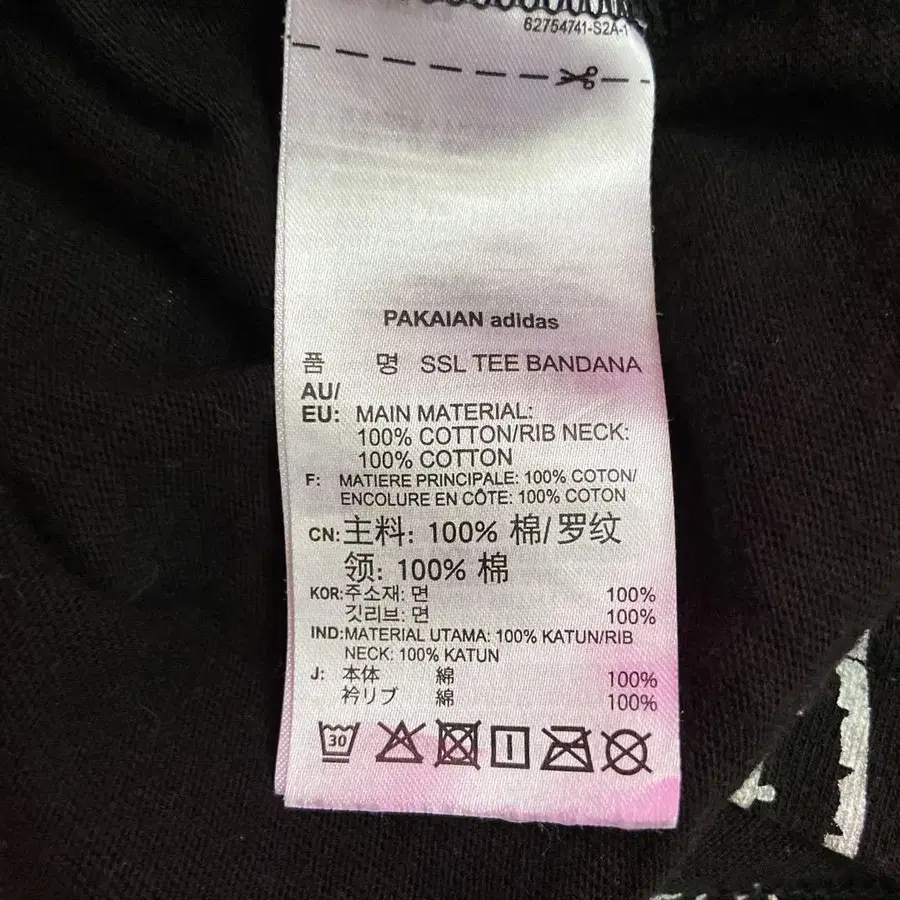 62754741-S2A-1
PAKAIAN adidas
품 명 SSL TEE BANDANA
AU/
EU: MAIN MATERIAL:
100% COTTON/RIB NECK:
100% COTTON
F: MATIERE PRINCIPALE: 100% COTON/
ENCOLURE EN CÔTE: 100% COTON
CN: 主料: 100% 棉/罗纹
领: 100% 棉
KOR: 주소재: 면 100%
깃리브: 면 100%
IND: MATERIAL UTAMA: 100% KATUN/RIB
NECK: 100% KATUN
J: 本体 綿 100%
衿リブ 綿 100%
30